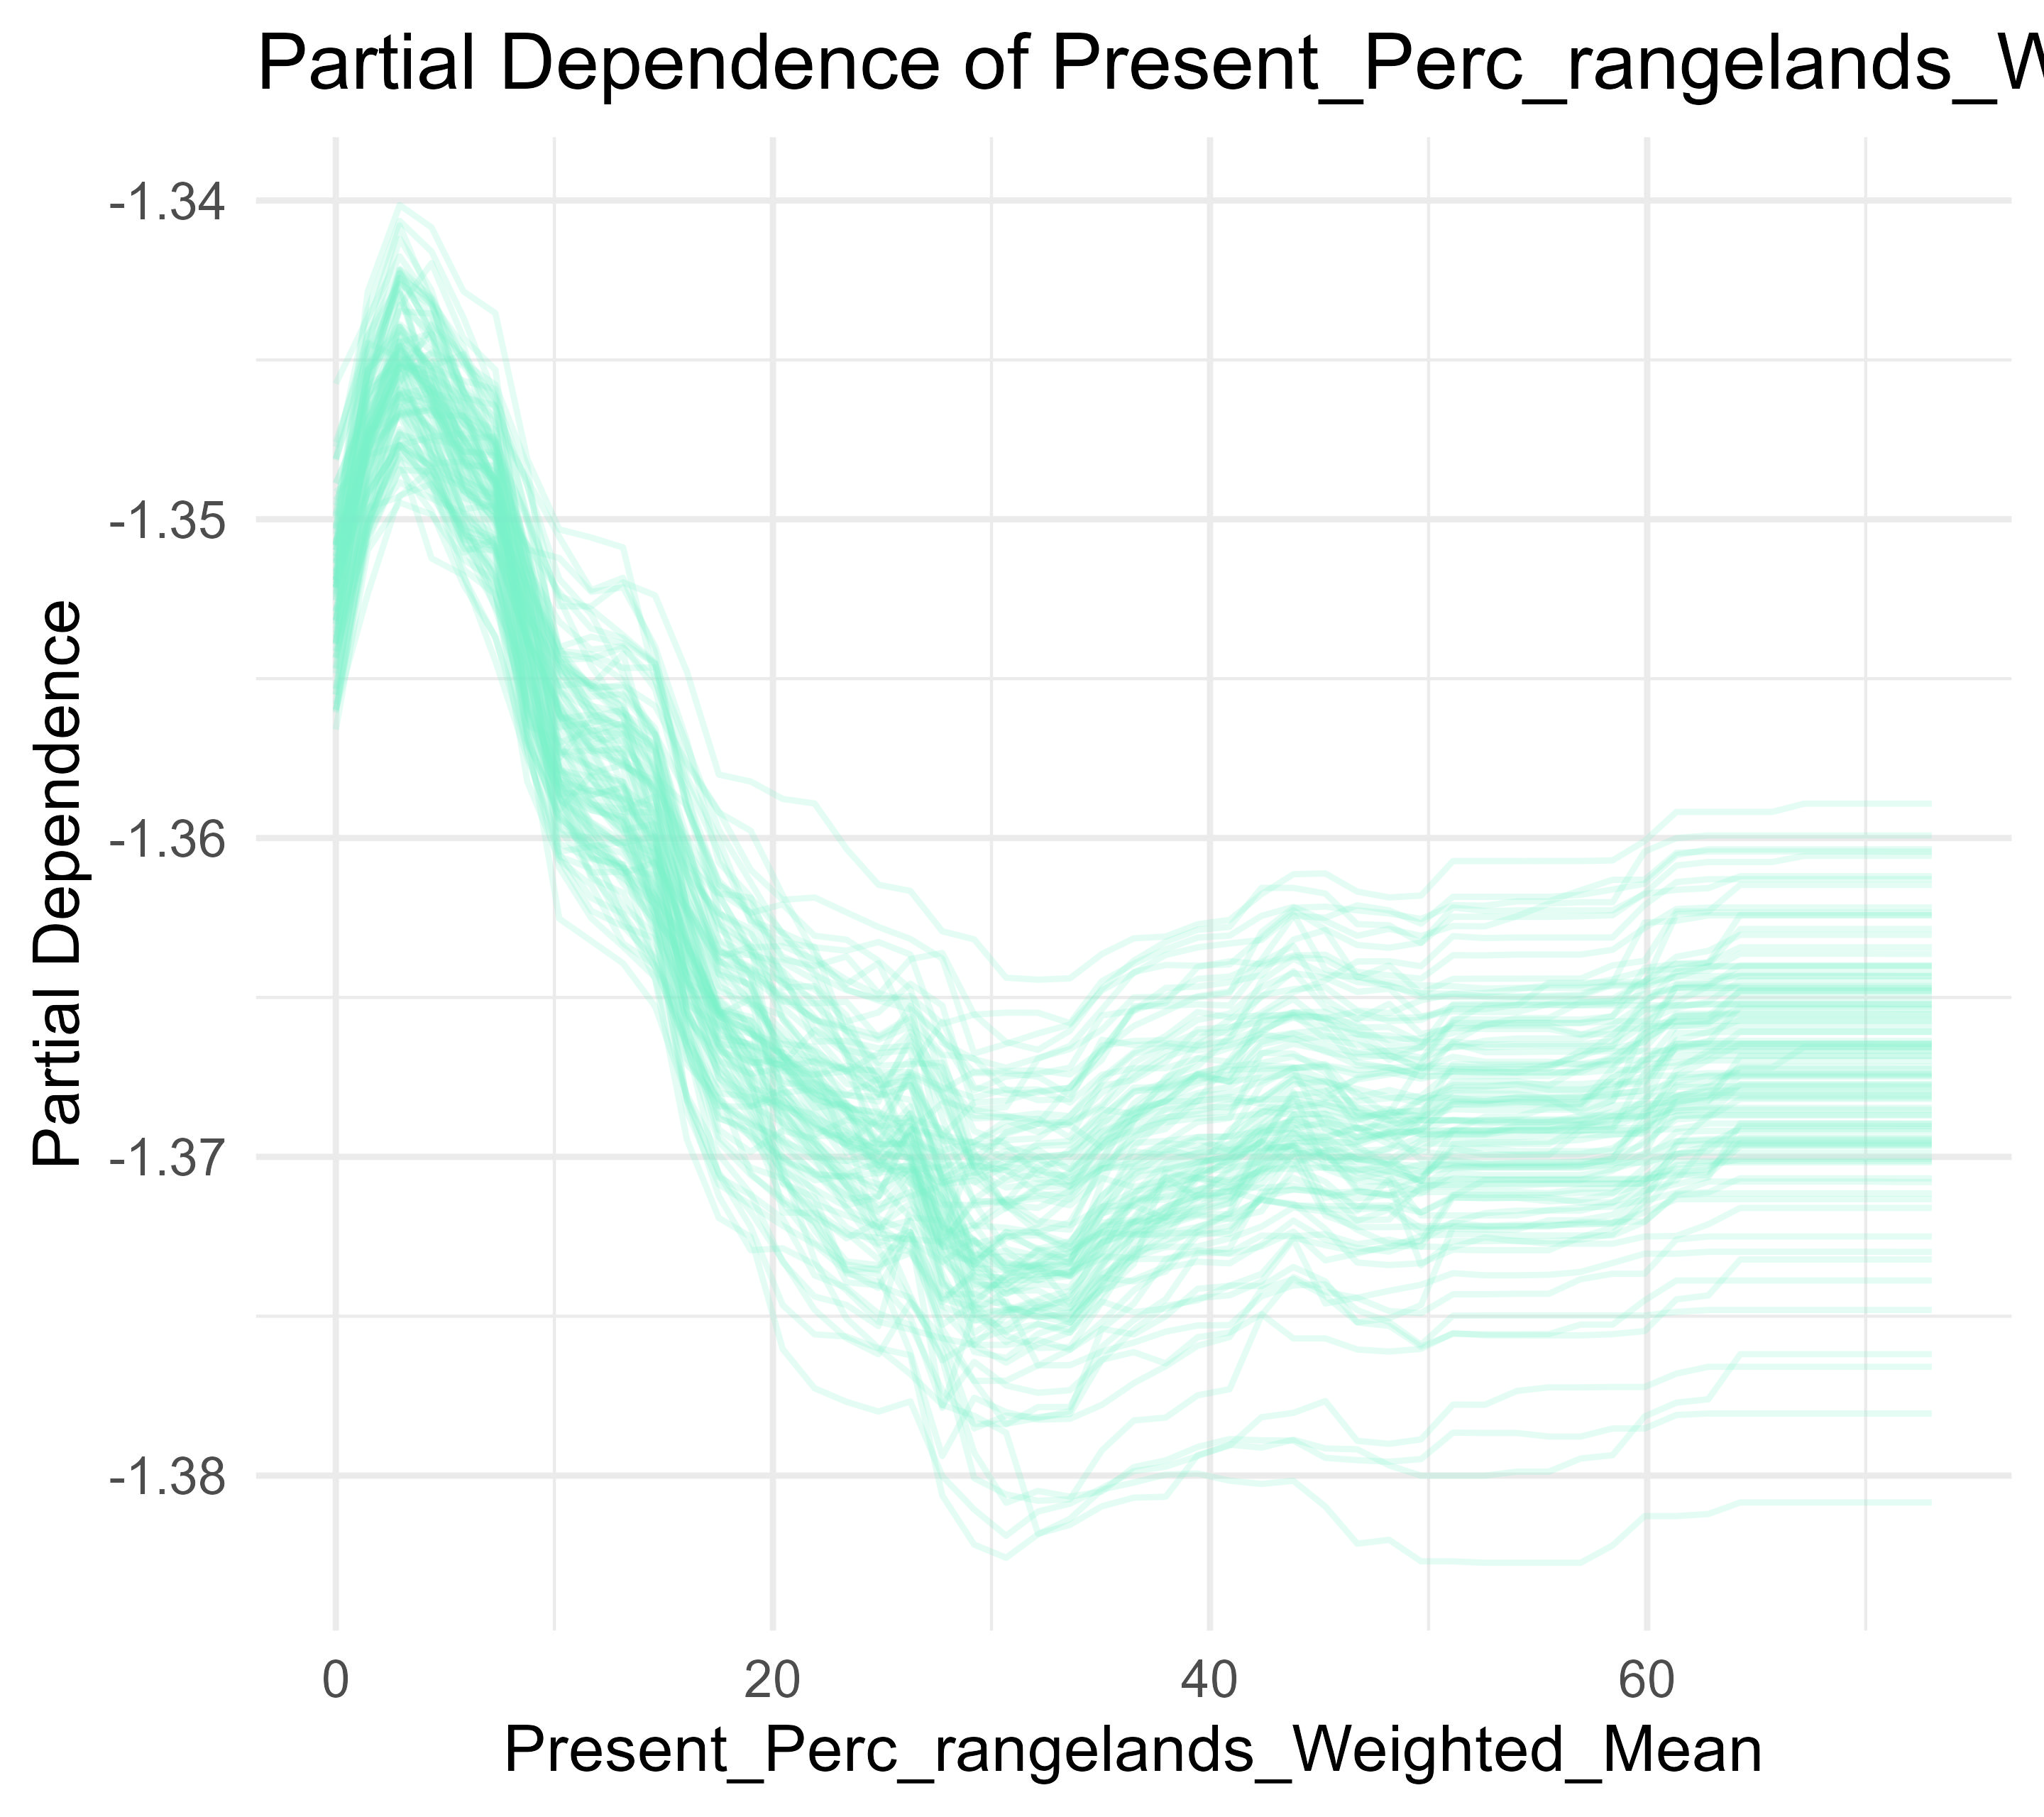 Partial Dependence of Present_Perc_rangelands_W
-1.34
-1.35
-1.36
-1.37
-1.38
Partial Dependence
0 20 40 60
Present_Perc_rangelands_Weighted_Mean